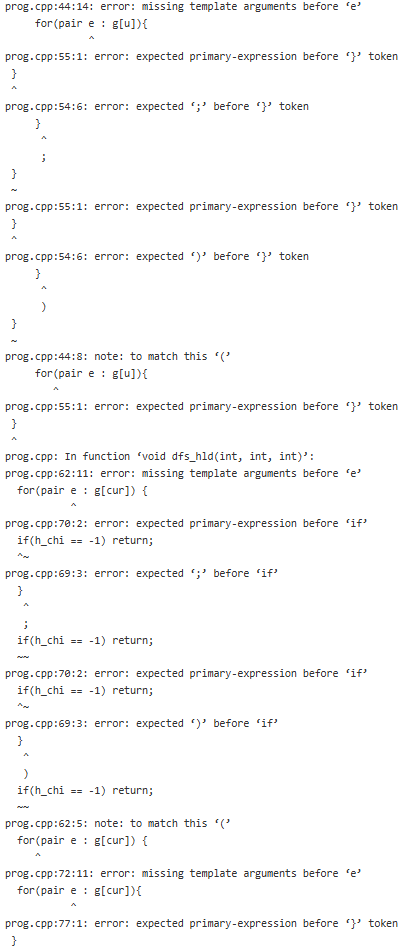 prog.cpp:44:14: error: missing template arguments before ‘e’
for(pair e : g[u]){
^
prog.cpp:55:1: error: expected primary-expression before ‘}’ token
}
^
prog.cpp:54:6: error: expected ‘;’ before ‘}’ token
}
^
;
}
~
prog.cpp:55:1: error: expected primary-expression before ‘}’ token
}
^
prog.cpp:54:6: error: expected ‘)’ before ‘}’ token
}
^
)
}
~
prog.cpp:44:8: note: to match this ‘(’
for(pair e : g[u]){
^
prog.cpp:55:1: error: expected primary-expression before ‘}’ token
}
^
prog.cpp: In function ‘void dfs_hld(int, int, int)’:
prog.cpp:62:11: error: missing template arguments before ‘e’
for(pair e : g[cur]) {
^
prog.cpp:70:2: error: expected primary-expression before ‘if’
if(h_chi == -1) return;
^~
prog.cpp:69:3: error: expected ‘;’ before ‘if’
}
^
;
if(h_chi == -1) return;
~~
prog.cpp:70:2: error: expected primary-expression before ‘if’
if(h_chi == -1) return;
^~
prog.cpp:69:3: error: expected ‘)’ before ‘if’
}
^
)
if(h_chi == -1) return;
~~
prog.cpp:62:5: note: to match this ‘(’
for(pair e : g[cur]) {
^
prog.cpp:72:11: error: missing template arguments before ‘e’
for(pair e : g[cur]){
^
prog.cpp:77:1: error: expected primary-expression before ‘}’ token
}